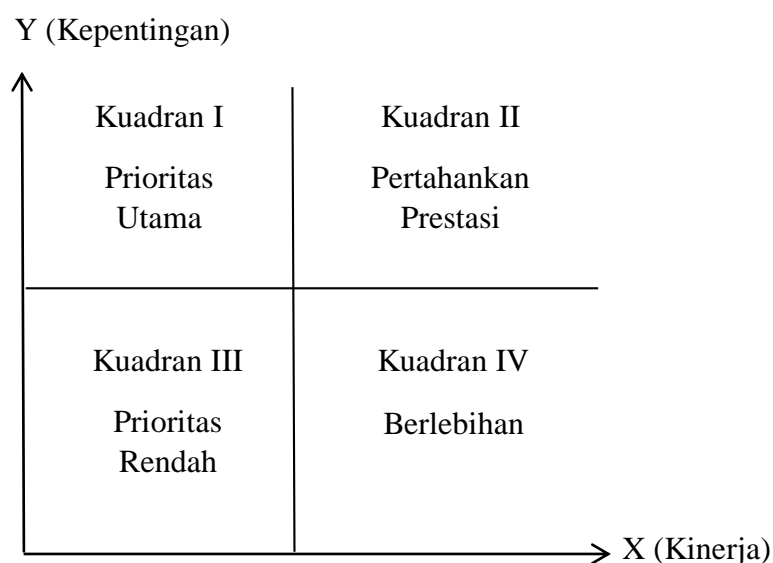 Y (Kepentingan)
Kuadran I
Prioritas
Utama
Kuadran II
Pertahankan
Prestasi
Kuadran III
Prioritas
Rendah
Kuadran IV
Berlebihan
X (Kinerja)